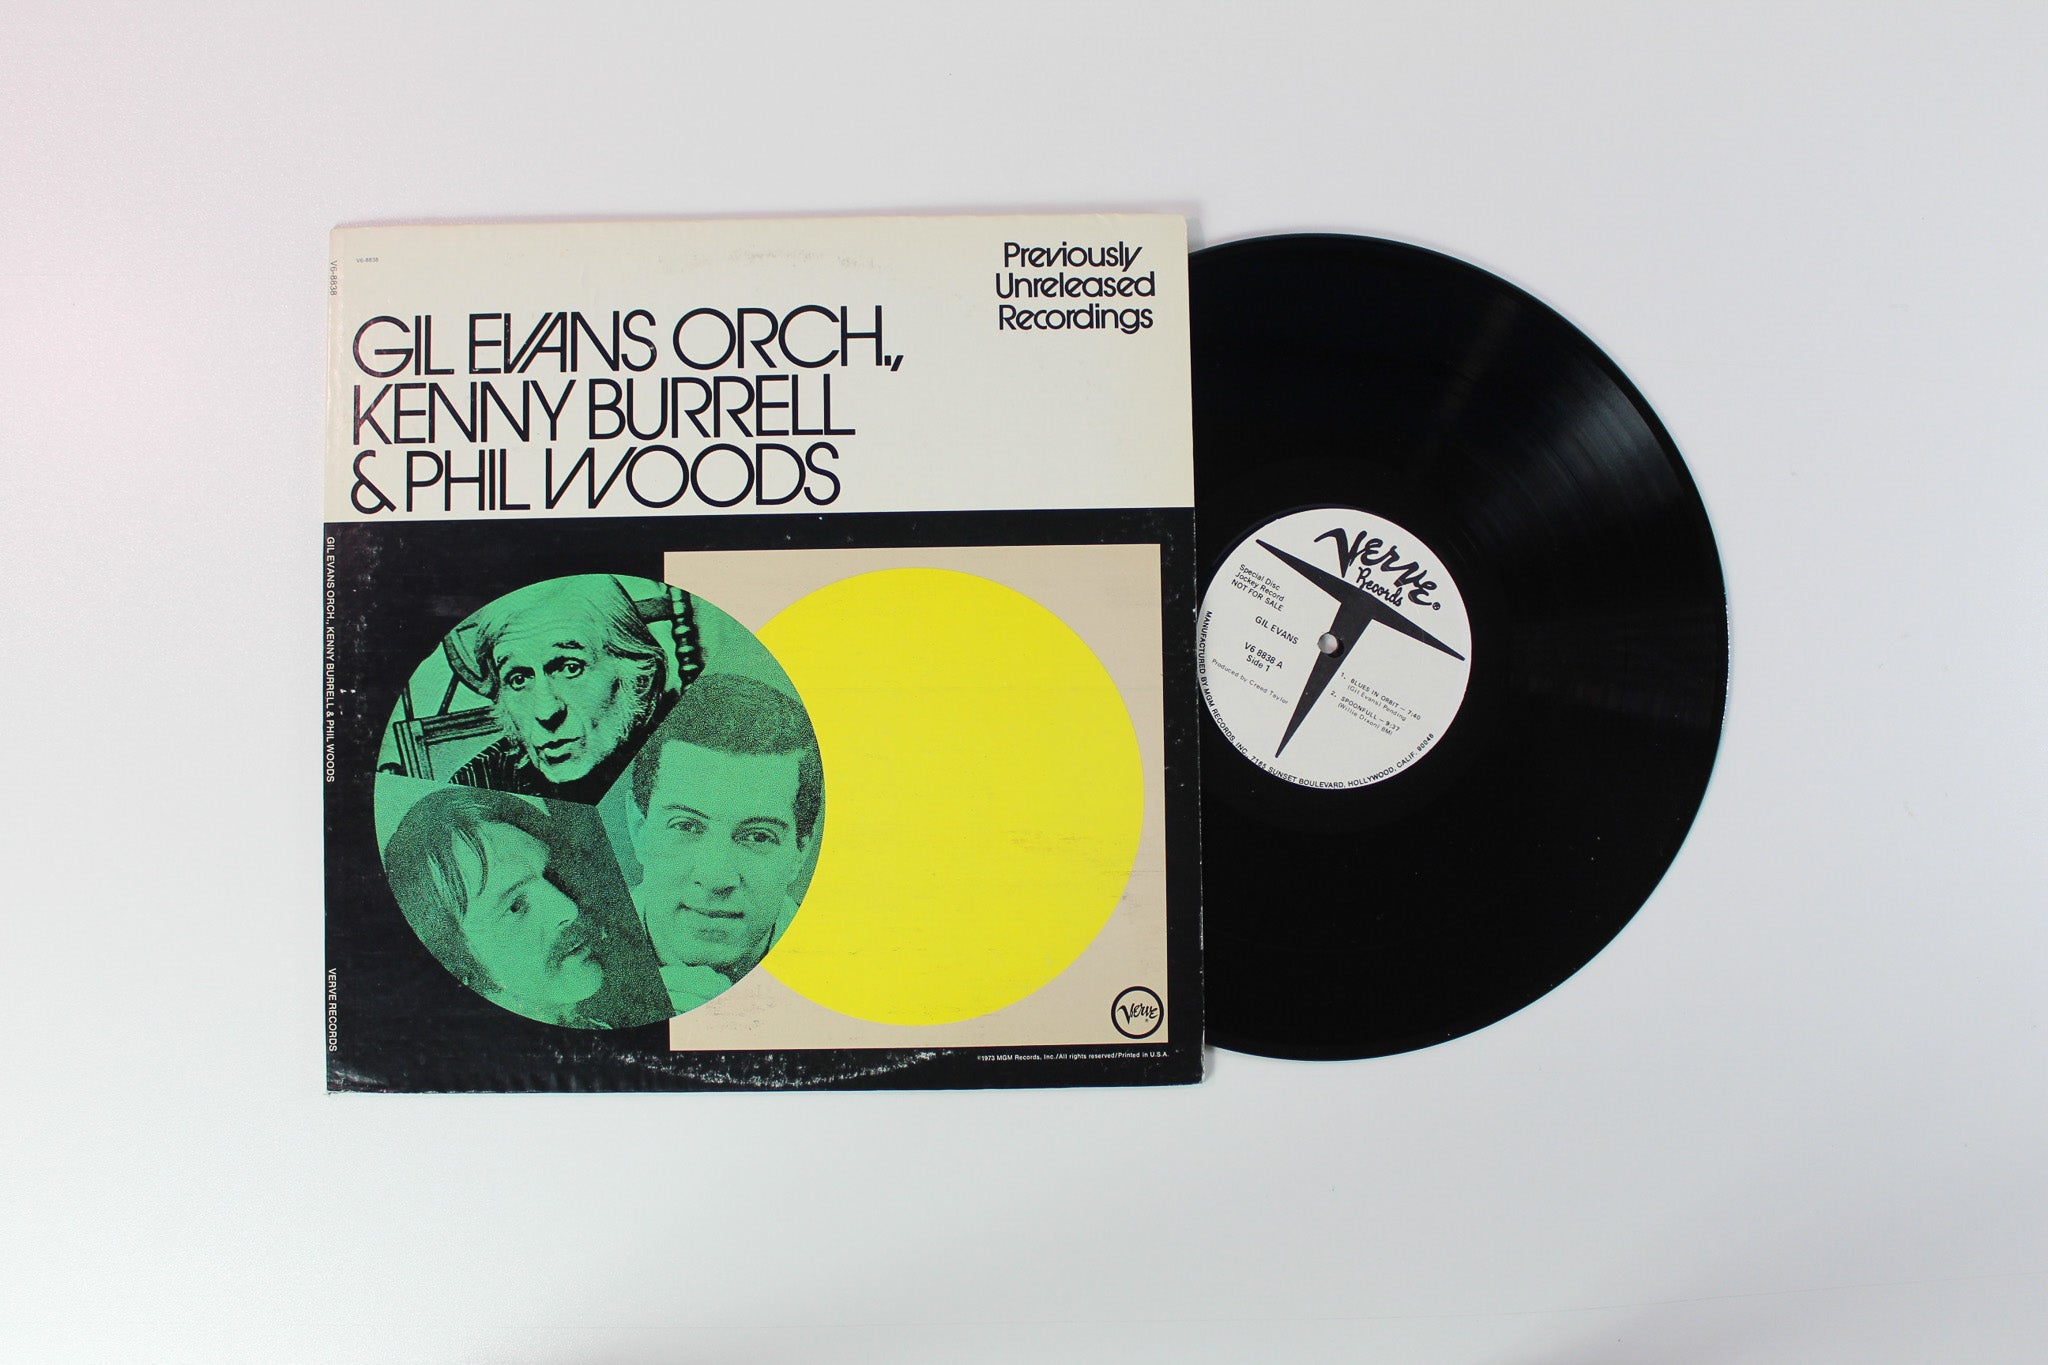 V6-8838
V6-8838
Previously
Unreleased
Recordings
GIL EVANS ORCH.,
KENNY BURRELL
& PHIL WOODS
GIL EVANS ORCH., KENNY BURRELL & PHIL WOODS
VERVE RECORDS
VERVE
©1973 MGM Records, Inc./All rights reserved/Printed in U.S.A.
VERVE
Records®
Special Disc
Jockey Record
NOT FOR SALE
GIL EVANS
V6 8838 A
Side 1
Produced by Creed Taylor
1. BLUES IN ORBIT — 7:40
(Gil Evans) Pending
2. SPOONFULL — 9:37
(Willie Dixon) BMI
MANUFACTURED BY MGM RECORDS, INC., 7165 SUNSET BOULEVARD, HOLLYWOOD, CALIF. 90046